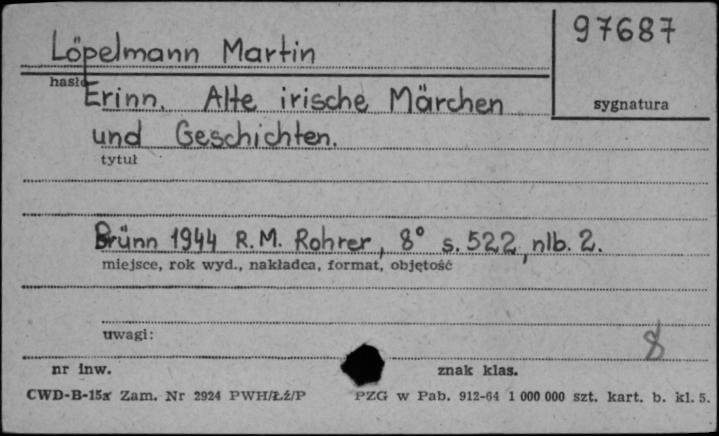 97687
Löpelmann Martin
hasło
sygnatura
Erinn. Alte irische Märchen
und Geschichten.
tytuł
Brünn 1944 R.M. Rohrer, 8° s. 522, nlb. 2.
miejsce, rok wyd., nakładca, format, objętość
uwagi:
8
nr inw.
znak klas.
CWD-B-15a Zam. Nr 2924 PWH/Łź/P
PZG w Pab. 912-64 1 000 000 szt. kart. b. kl. 5.